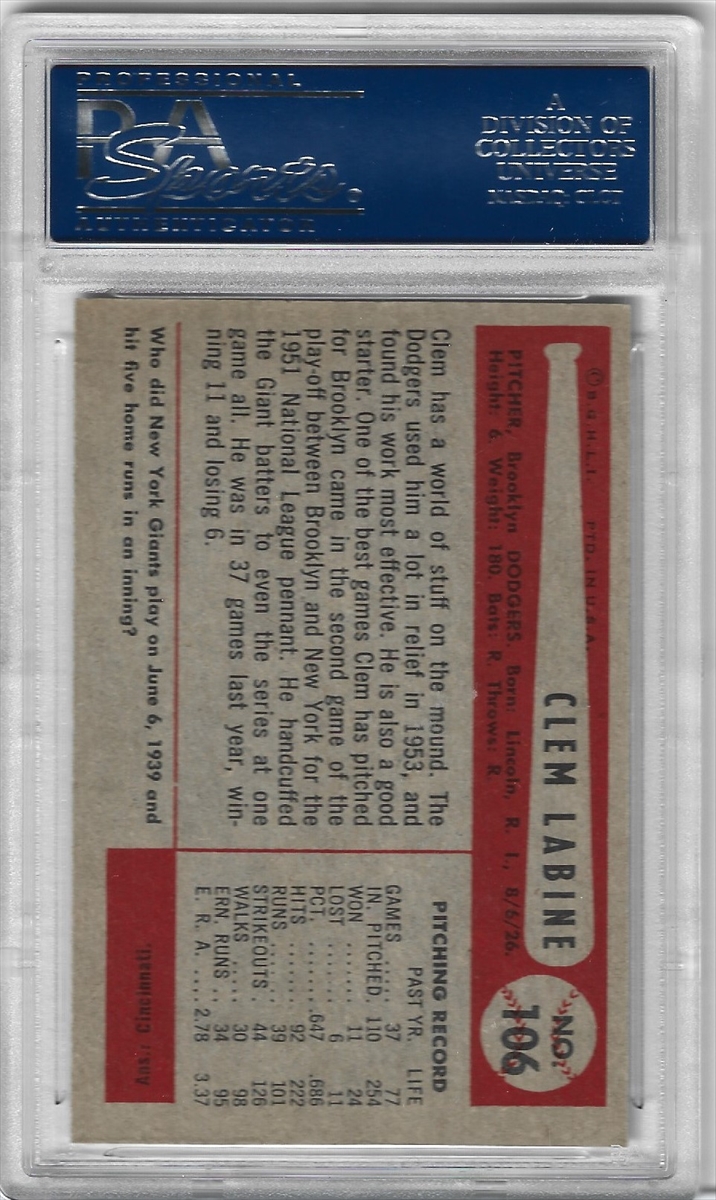 PROFESSIONAL
PSA
Sports
AUTHENTICATOR
A
DIVISION OF
COLLECTORS
UNIVERSE
NASDAQ: CLCT
© B. G. H. L. I. PTD. IN U.S.A.
CLEM LABINE
NO. 106
PITCHER, Brooklyn DODGERS. Born: Lincoln, R. I., 8/6/26.
Height: 6. Weight: 180. Bats: R. Throws: R
Clem has a world of stuff on the mound. The
Dodgers used him a lot in relief in 1953, and
found his work most effective. He is also a good
starter. One of the best games Clem has pitched
for Brooklyn came in the second game of the
play-off between Brooklyn and New York for the
1951 National League pennant. He handcuffed
the Giant batters to even the series at one
game all. He was in 37 games last year, win-
ning 11 and losing 6.
PITCHING RECORD
PAST YR. LIFE
GAMES ..... 37 77
IN. PITCHED. 110 254
WON ....... 11 24
LOST ....... 6 11
PCT. ........ .647 .686
HITS ....... 92 222
RUNS ...... 39 101
STRIKEOUTS . 44 126
WALKS ..... 30 98
ERN. RUNS .. 34 95
E. R. A. .... 2.78 3.37
Who did New York Giants play on June 6, 1939 and
hit five home runs in an inning?
Ans.: Cincinnati.